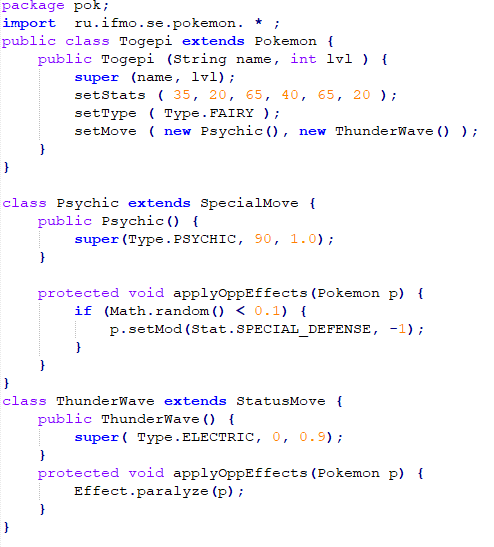 package pok;
import  ru.ifmo.se.pokemon. * ;
public class Togepi extends Pokemon {
    public Togepi (String name, int lvl ) {
        super (name, lvl);
        setStats ( 35, 20, 65, 40, 65, 20 );
        setType ( Type.FAIRY );
        setMove ( new Psychic(), new ThunderWave() );
    }
}

class Psychic extends SpecialMove {
    public Psychic() {
        super(Type.PSYCHIC, 90, 1.0);
    }

    protected void applyOppEffects(Pokemon p) {
        if (Math.random() < 0.1) {
            p.setMod(Stat.SPECIAL_DEFENSE, -1);
        }
    }
}
class ThunderWave extends StatusMove {
    public ThunderWave() {
        super( Type.ELECTRIC, 0, 0.9);
    }
    protected void applyOppEffects(Pokemon p) {
        Effect.paralyze(p);
    }
}